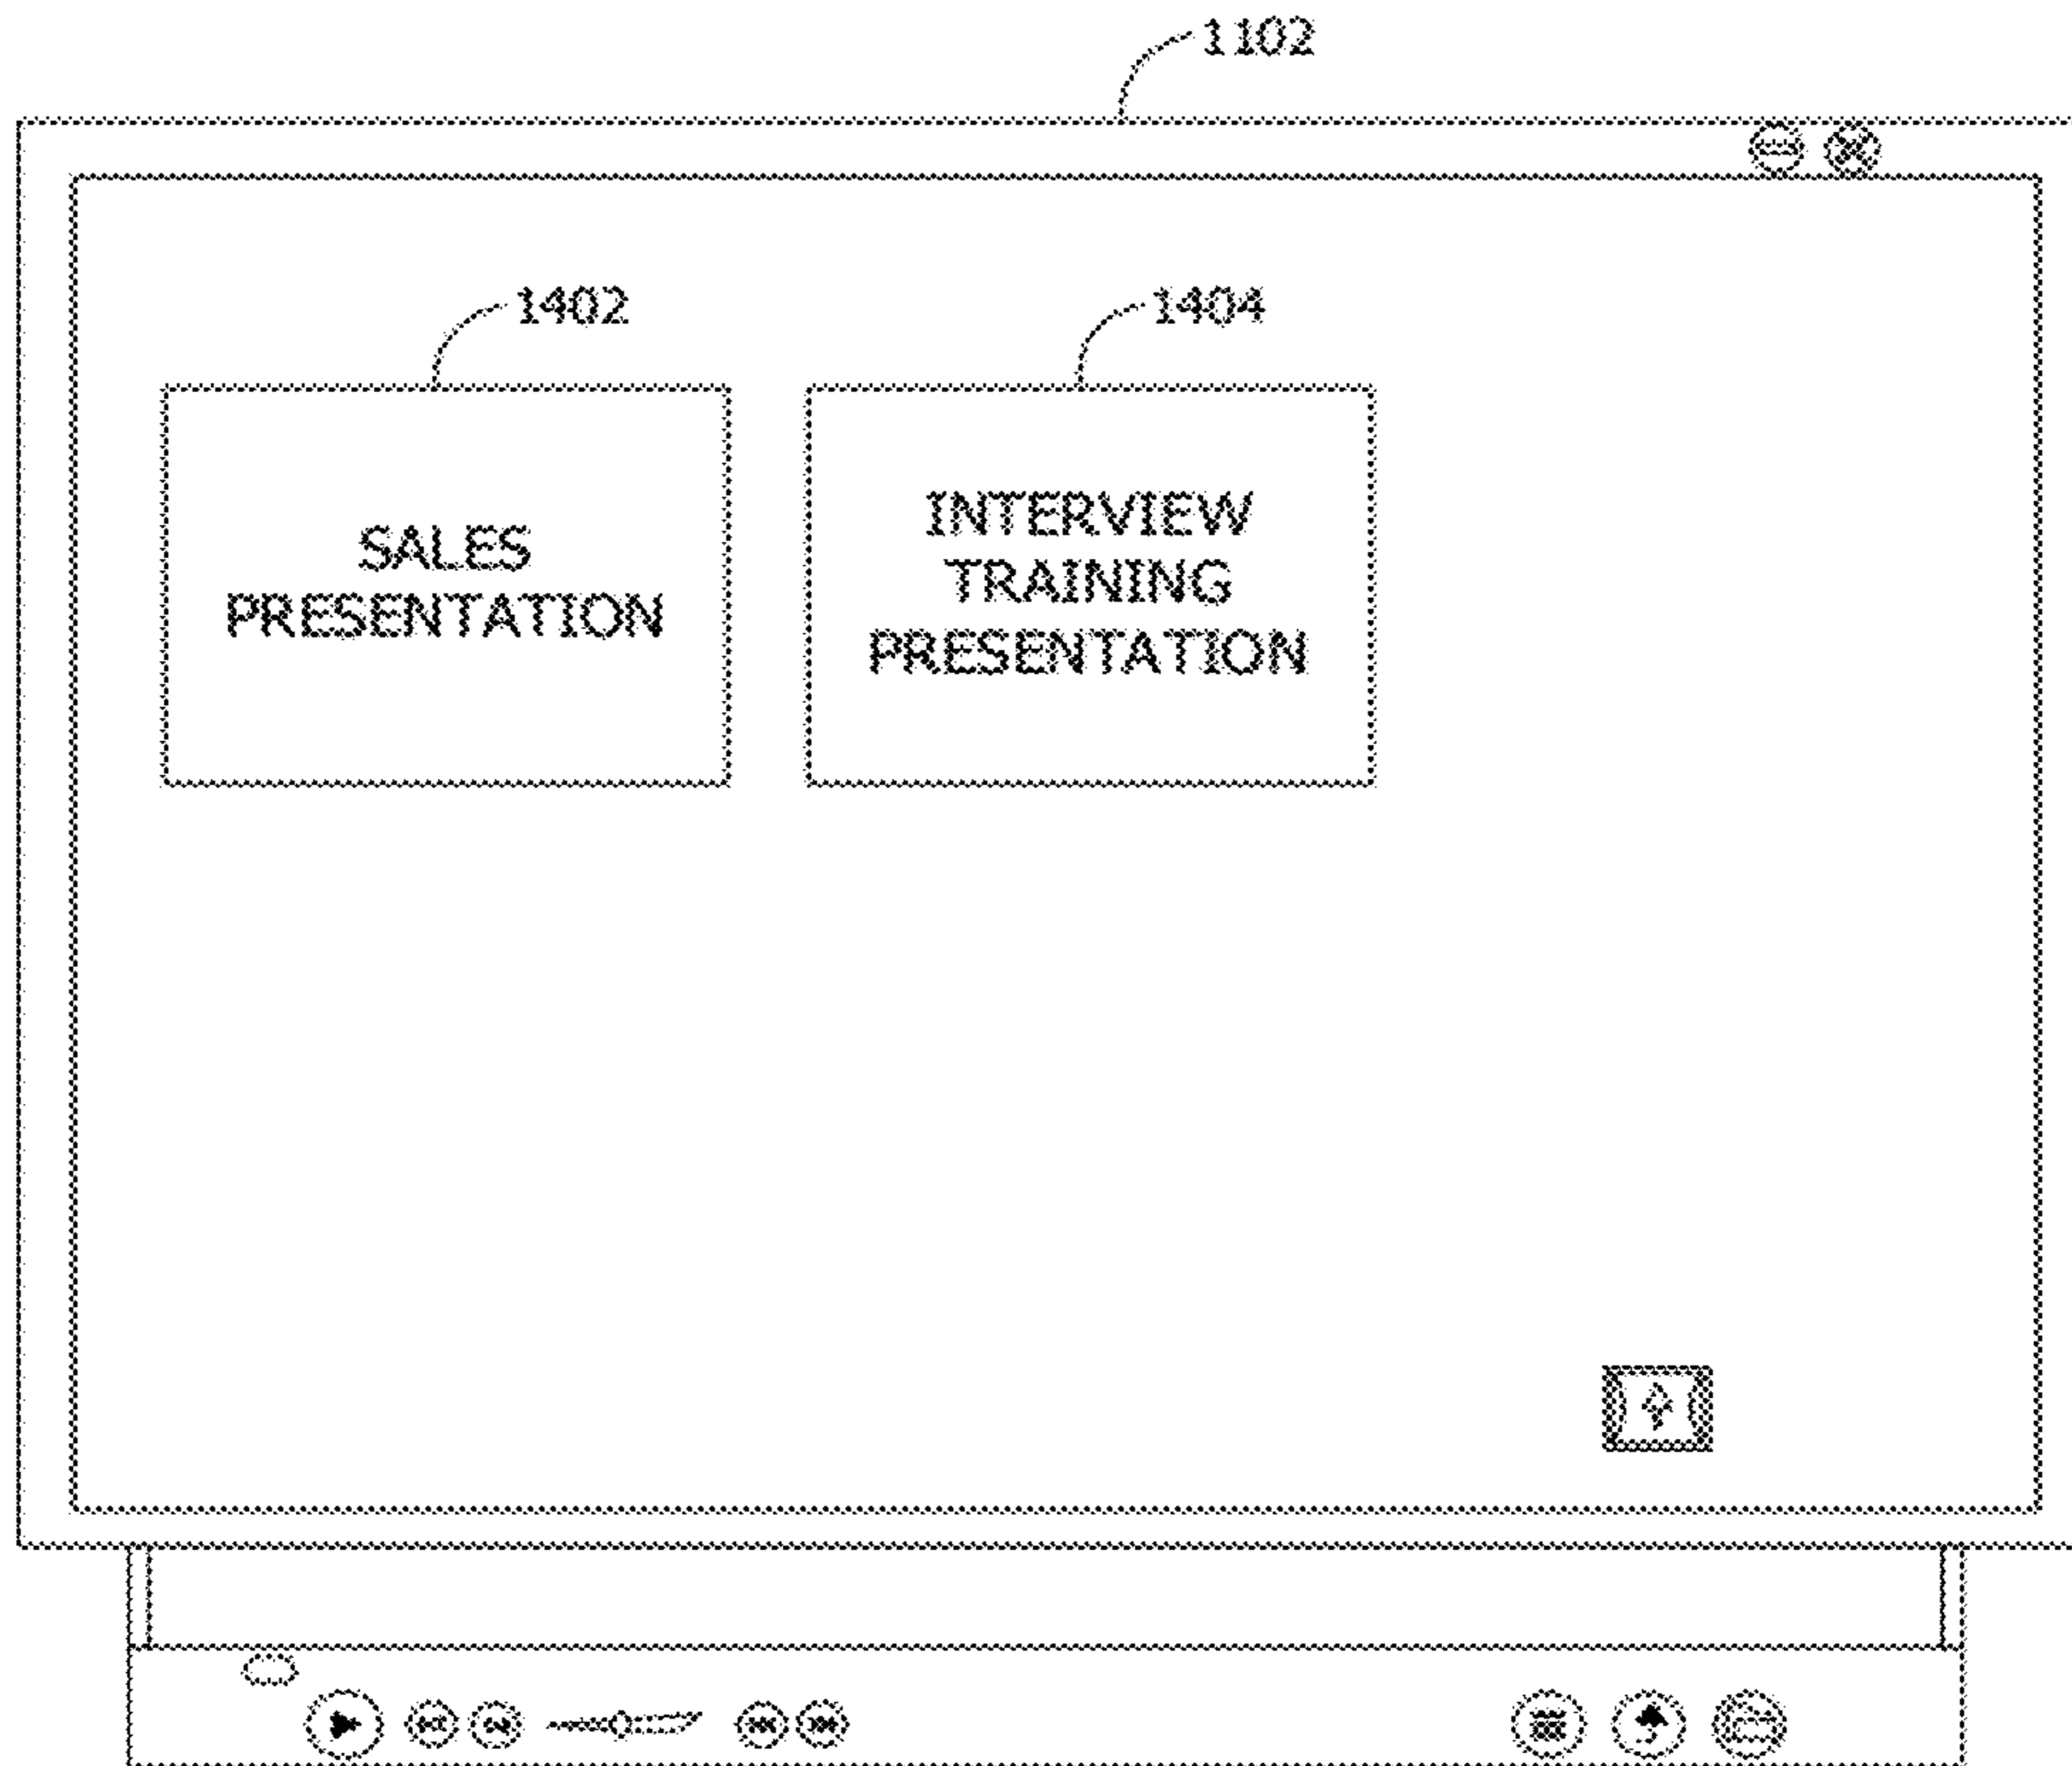 1102
1402
1404
SALES
PRESENTATION
INTERVIEW
TRAINING
PRESENTATION